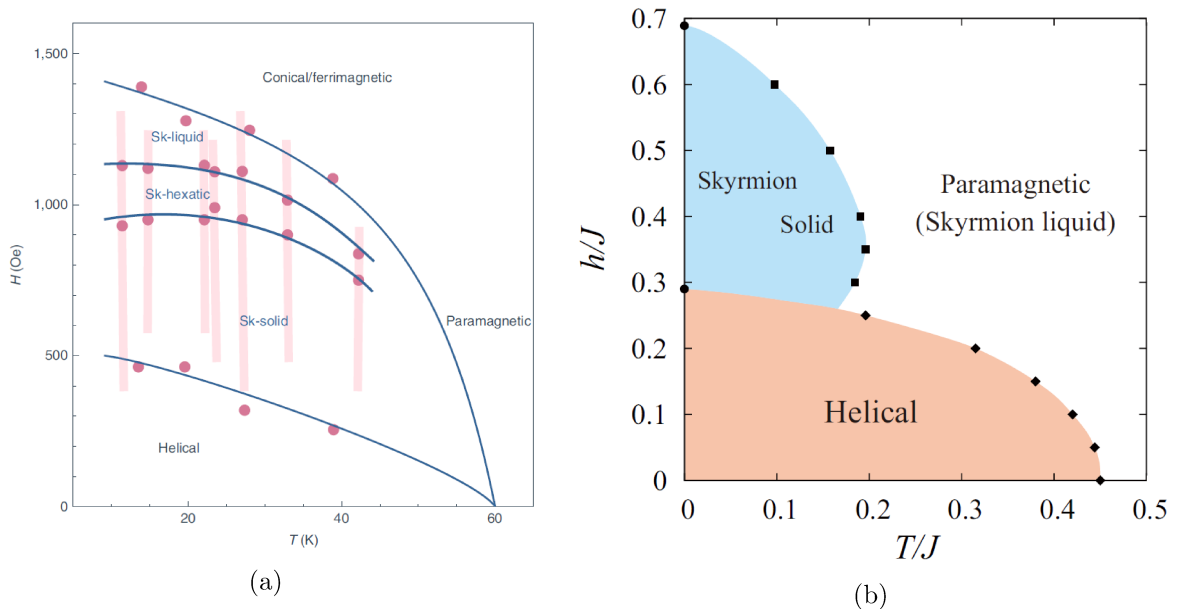 1,500
1,000
500
0
H (Oe)
Conical/ferrimagnetic
Sk-liquid
Sk-hexatic
Sk-solid
Paramagnetic
Helical
20
40
60
T (K)
(a)
0.7
0.6
0.5
0.4
0.3
0.2
0.1
0
h/J
Skyrmion
Solid
Paramagnetic
(Skyrmion liquid)
Helical
0
0.1
0.2
0.3
0.4
0.5
T/J
(b)